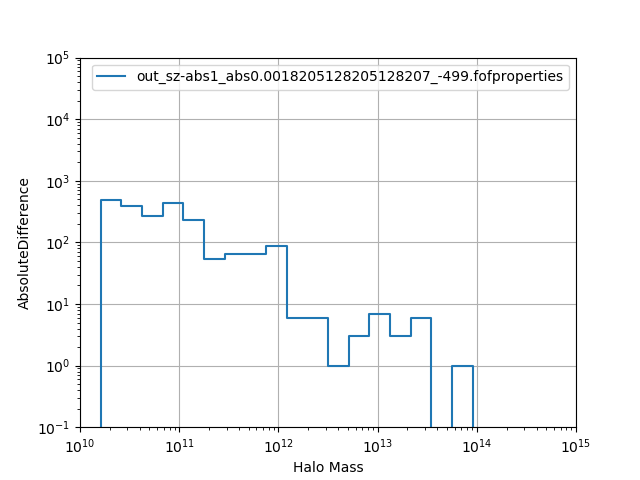 out_sz-abs1_abs0.0018205128205128207_-499.fofproperties
10^5
10^4
10^3
10^2
10^1
10^0
10^-1
AbsoluteDifference
10^10 10^11 10^12 10^13 10^14 10^15
Halo Mass